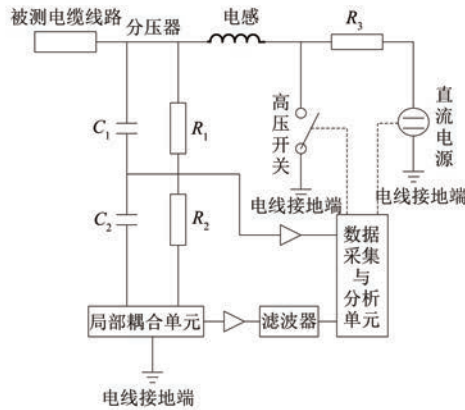 被测电缆线路
分压器
电感
R3
C1
R1
高压开关
直流电源
电线接地端
电线接地端
C2
R2
数据
采集
与
分析
单元
局部耦合单元
滤波器
电线接地端